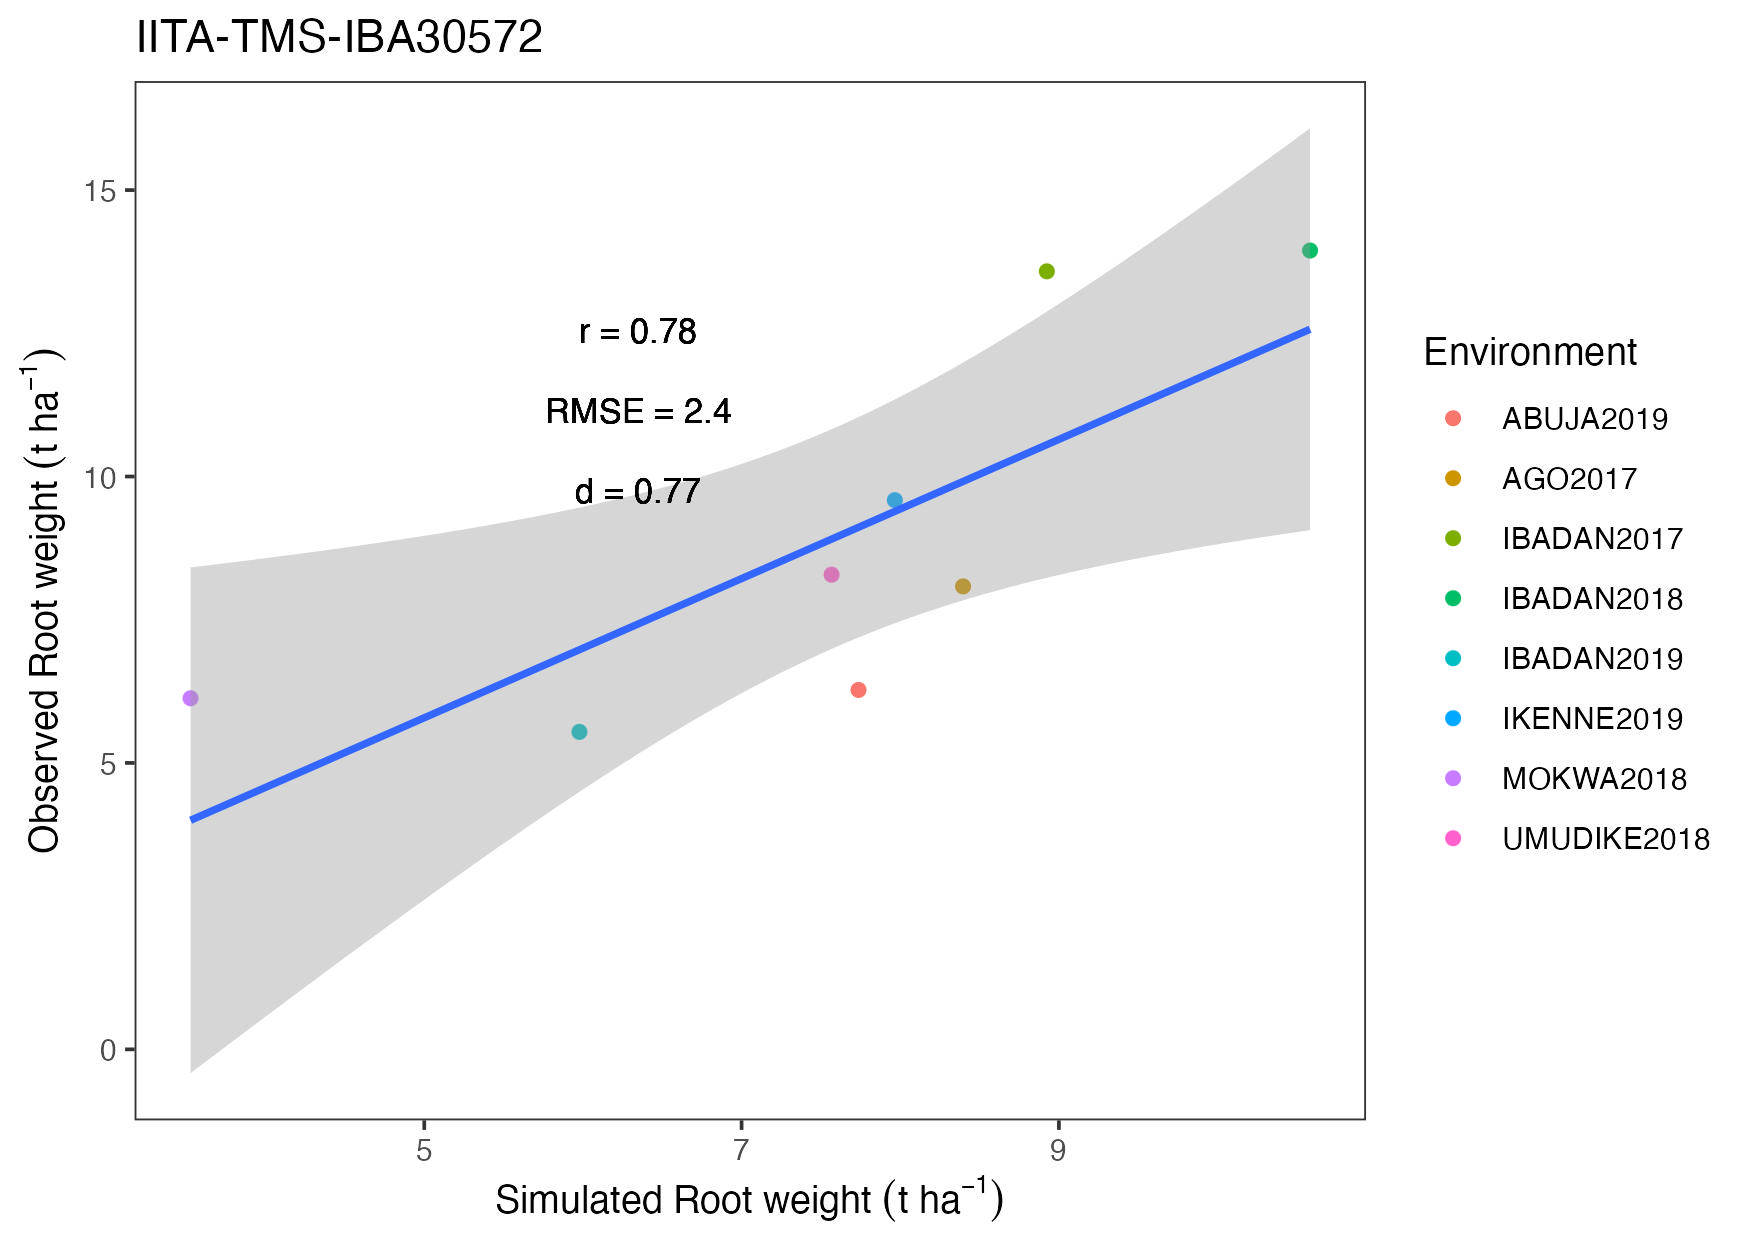 IITA-TMS-IBA30572
15
10
5
0
Observed Root weight (t ha⁻¹)
r = 0.78
RMSE = 2.4
d = 0.77
5 7 9
Simulated Root weight (t ha⁻¹)
Environment
ABUJA2019
AGO2017
IBADAN2017
IBADAN2018
IBADAN2019
IKENNE2019
MOKWA2018
UMUDIKE2018